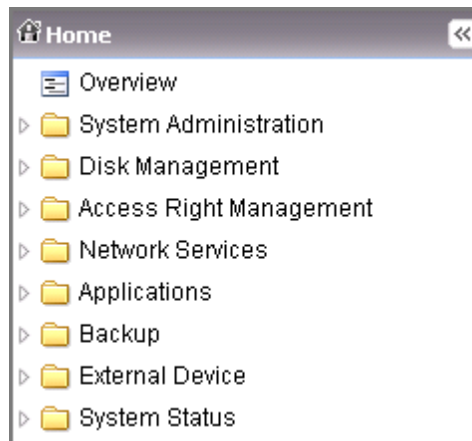 Home
Overview
System Administration
Disk Management
Access Right Management
Network Services
Applications
Backup
External Device
System Status